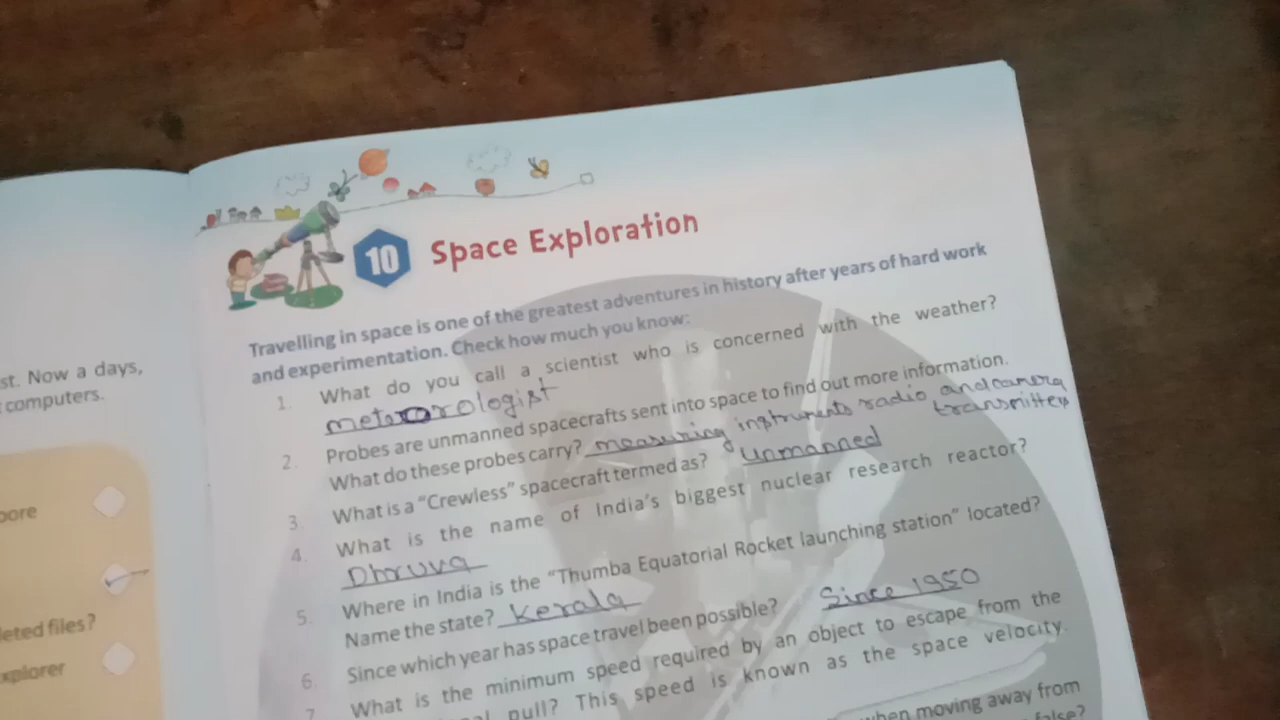 10 Space Exploration
Travelling in space is one of the greatest adventures in history after years of hard work
and experimentation. Check how much you know:
1. What do you call a scientist who is concerned with the weather?
meteorologist
2. Probes are unmanned spacecrafts sent into space to find out more information.
What do these probes carry? measuring instruments radio, and camera
transmitters
3. What is a "Crewless" spacecraft termed as? Unmanned
4. What is the name of India's biggest nuclear research reactor?
Dhruva
5. Where in India is the "Thumba Equatorial Rocket launching station" located?
Name the state? Kerala
6. Since which year has space travel been possible? Since 1950
7. What is the minimum speed required by an object to escape from the
pull? This speed is known as the space velocity.
when moving away from
false?
st. Now a days,
computers.
leted files?
xplorer